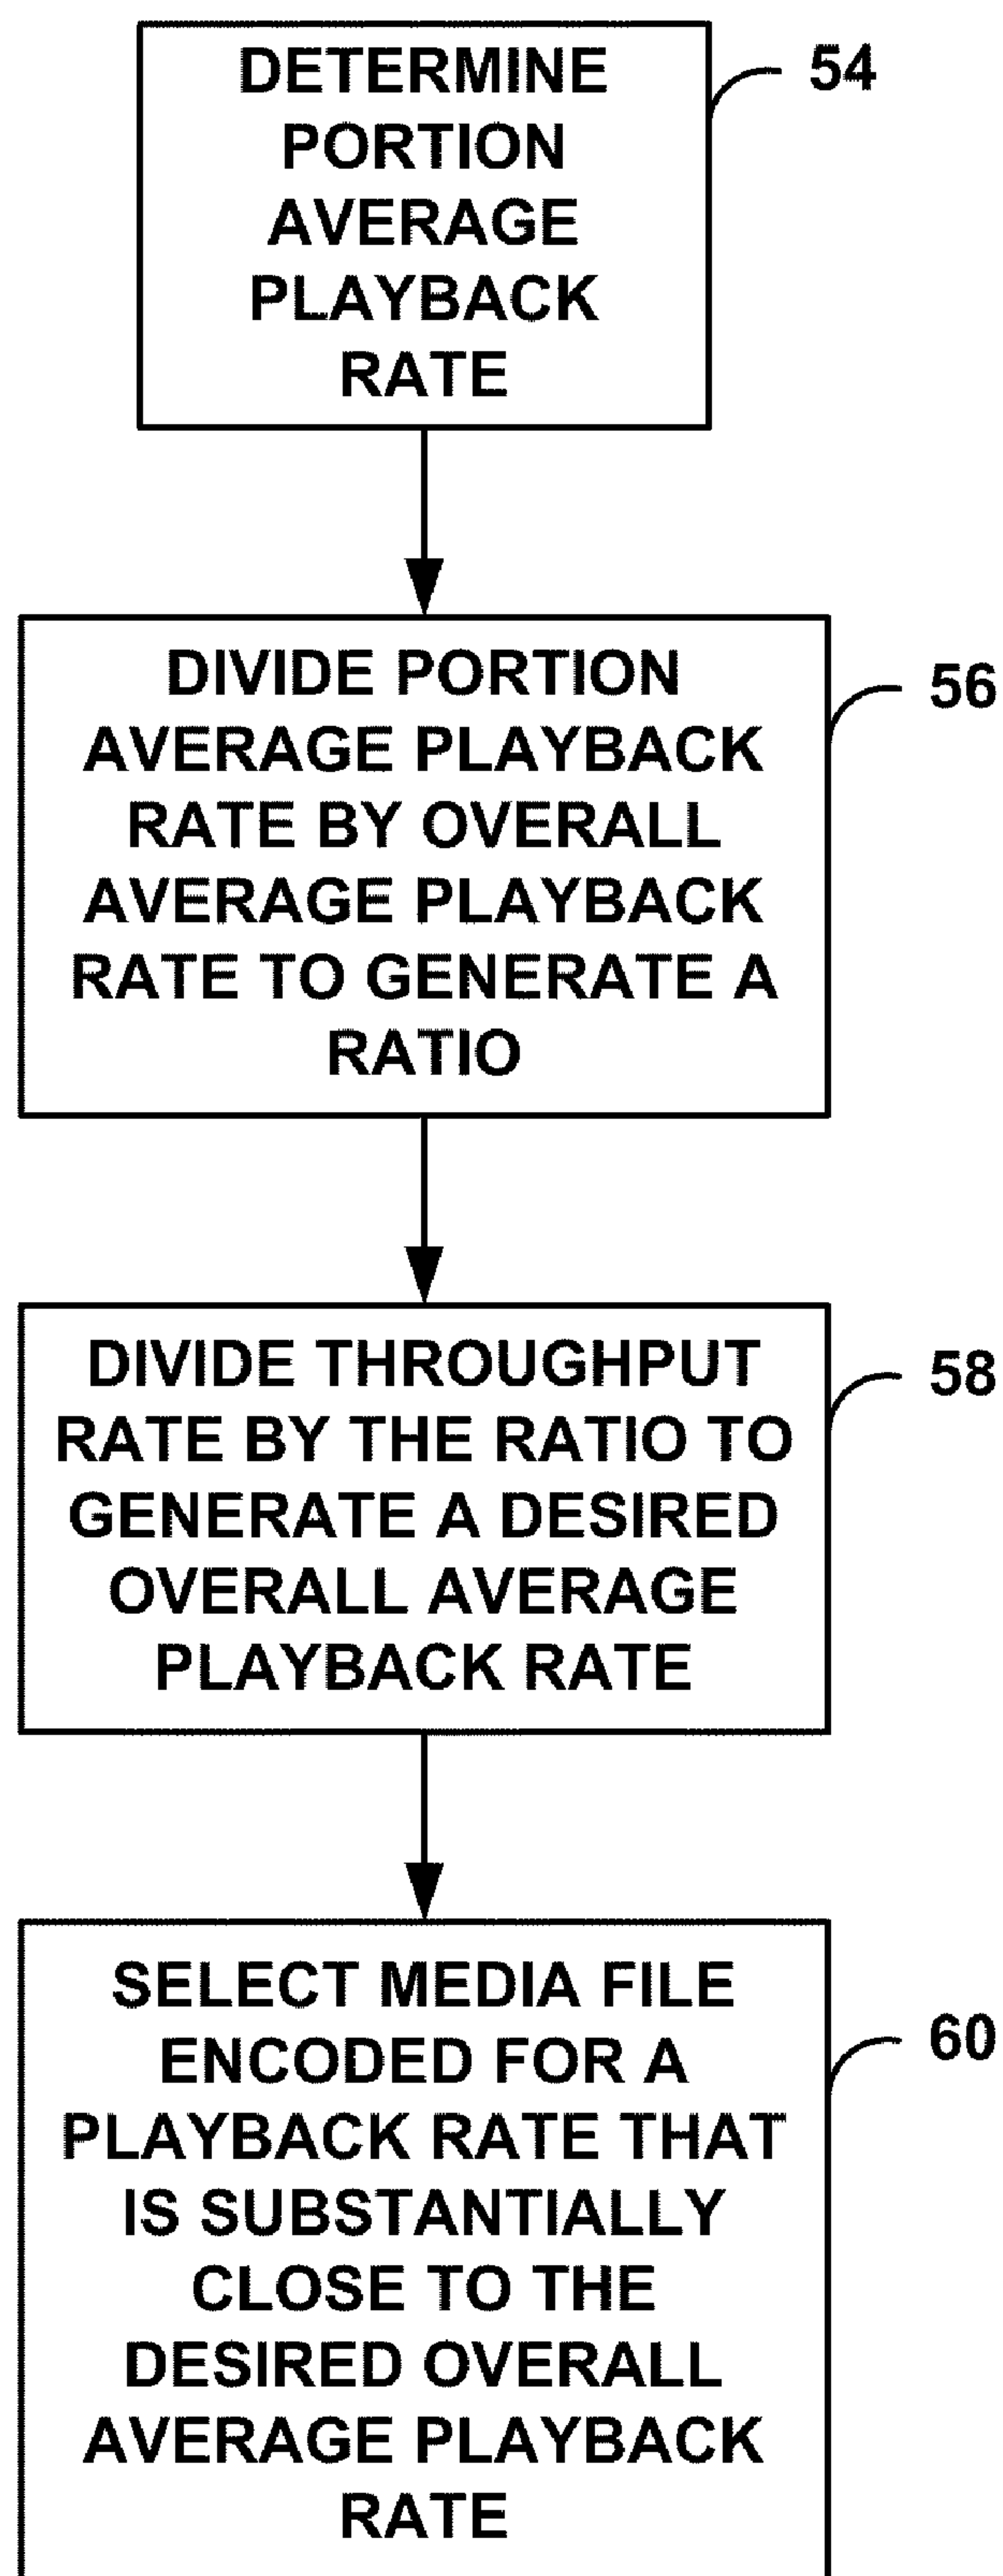 DETERMINE
PORTION
AVERAGE
PLAYBACK
RATE
54
DIVIDE PORTION
AVERAGE PLAYBACK
RATE BY OVERALL
AVERAGE PLAYBACK
RATE TO GENERATE A
RATIO
56
DIVIDE THROUGHPUT
RATE BY THE RATIO TO
GENERATE A DESIRED
OVERALL AVERAGE
PLAYBACK RATE
58
SELECT MEDIA FILE
ENCODED FOR A
PLAYBACK RATE THAT
IS SUBSTANTIALLY
CLOSE TO THE
DESIRED OVERALL
AVERAGE PLAYBACK
RATE
60